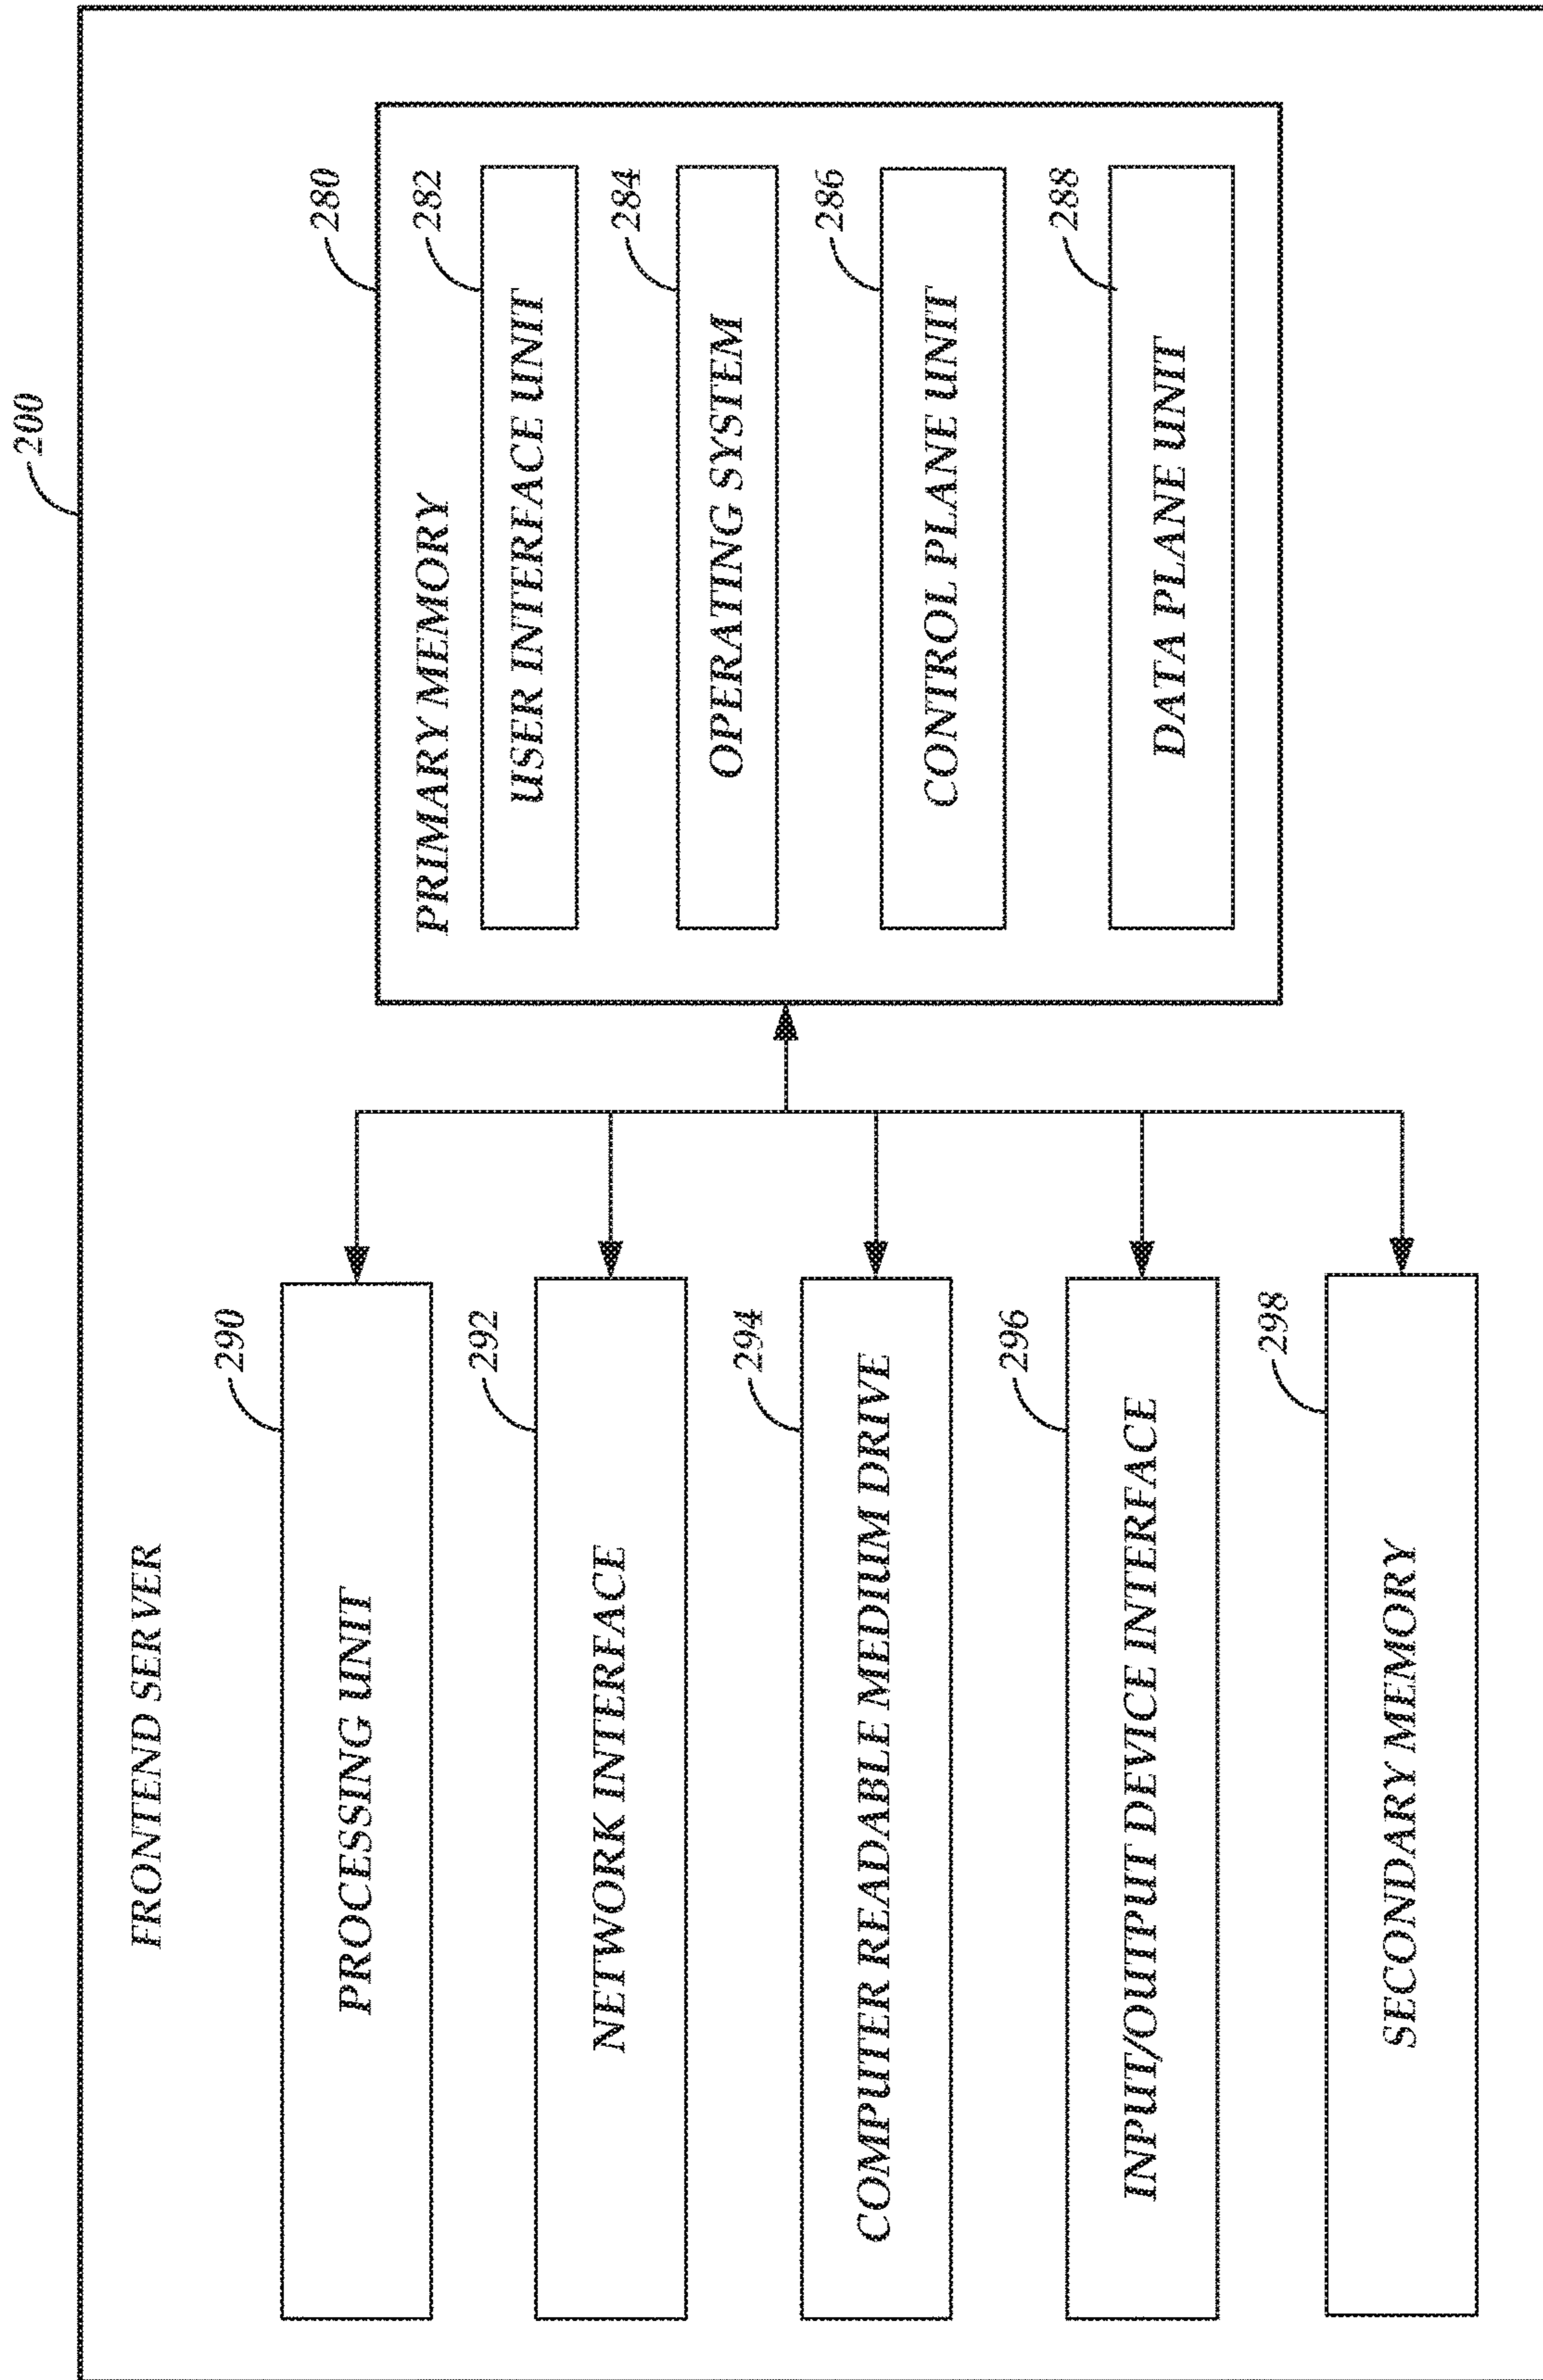 200
FRONTEND SERVER
290
PROCESSING UNIT
292
NETWORK INTERFACE
294
COMPUTER READABLE MEDIUM DRIVE
296
INPUT/OUTPUT DEVICE INTERFACE
298
SECONDARY MEMORY
280
PRIMARY MEMORY
282
USER INTERFACE UNIT
284
OPERATING SYSTEM
286
CONTROL PLANE UNIT
288
DATA PLANE UNIT